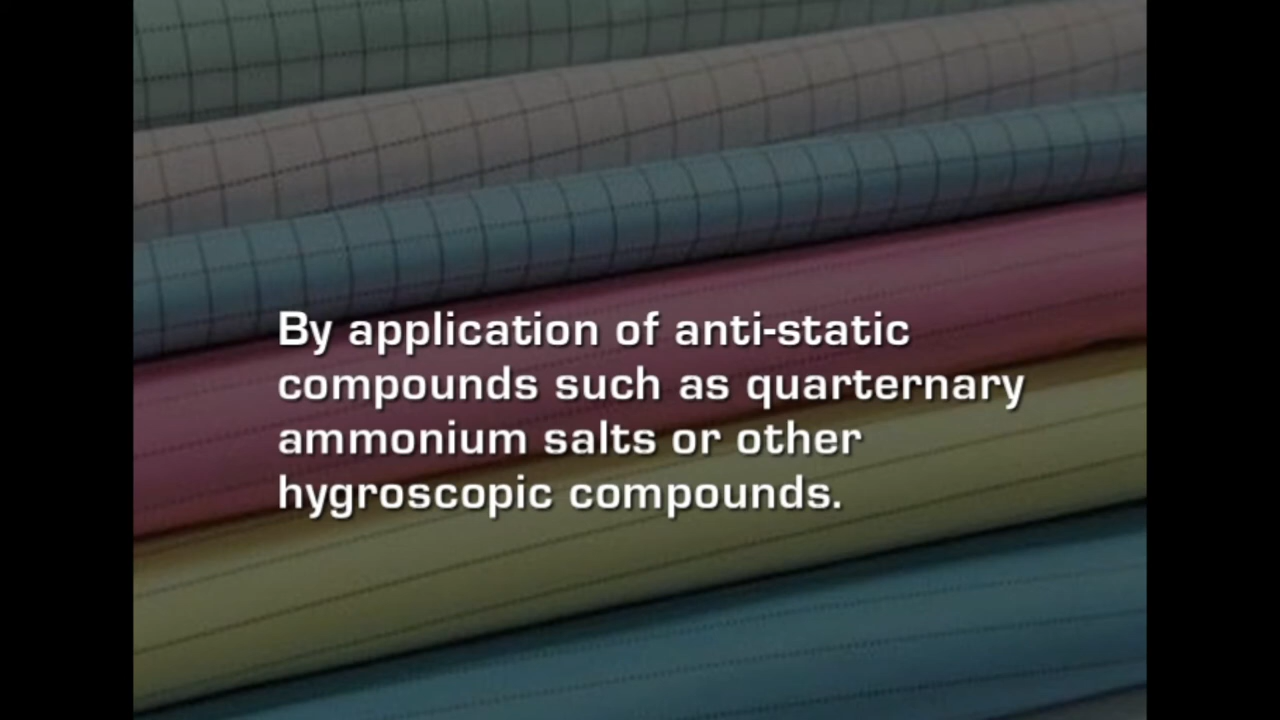 By application of anti-static
compounds such as quarternary
ammonium salts or other
hygroscopic compounds.